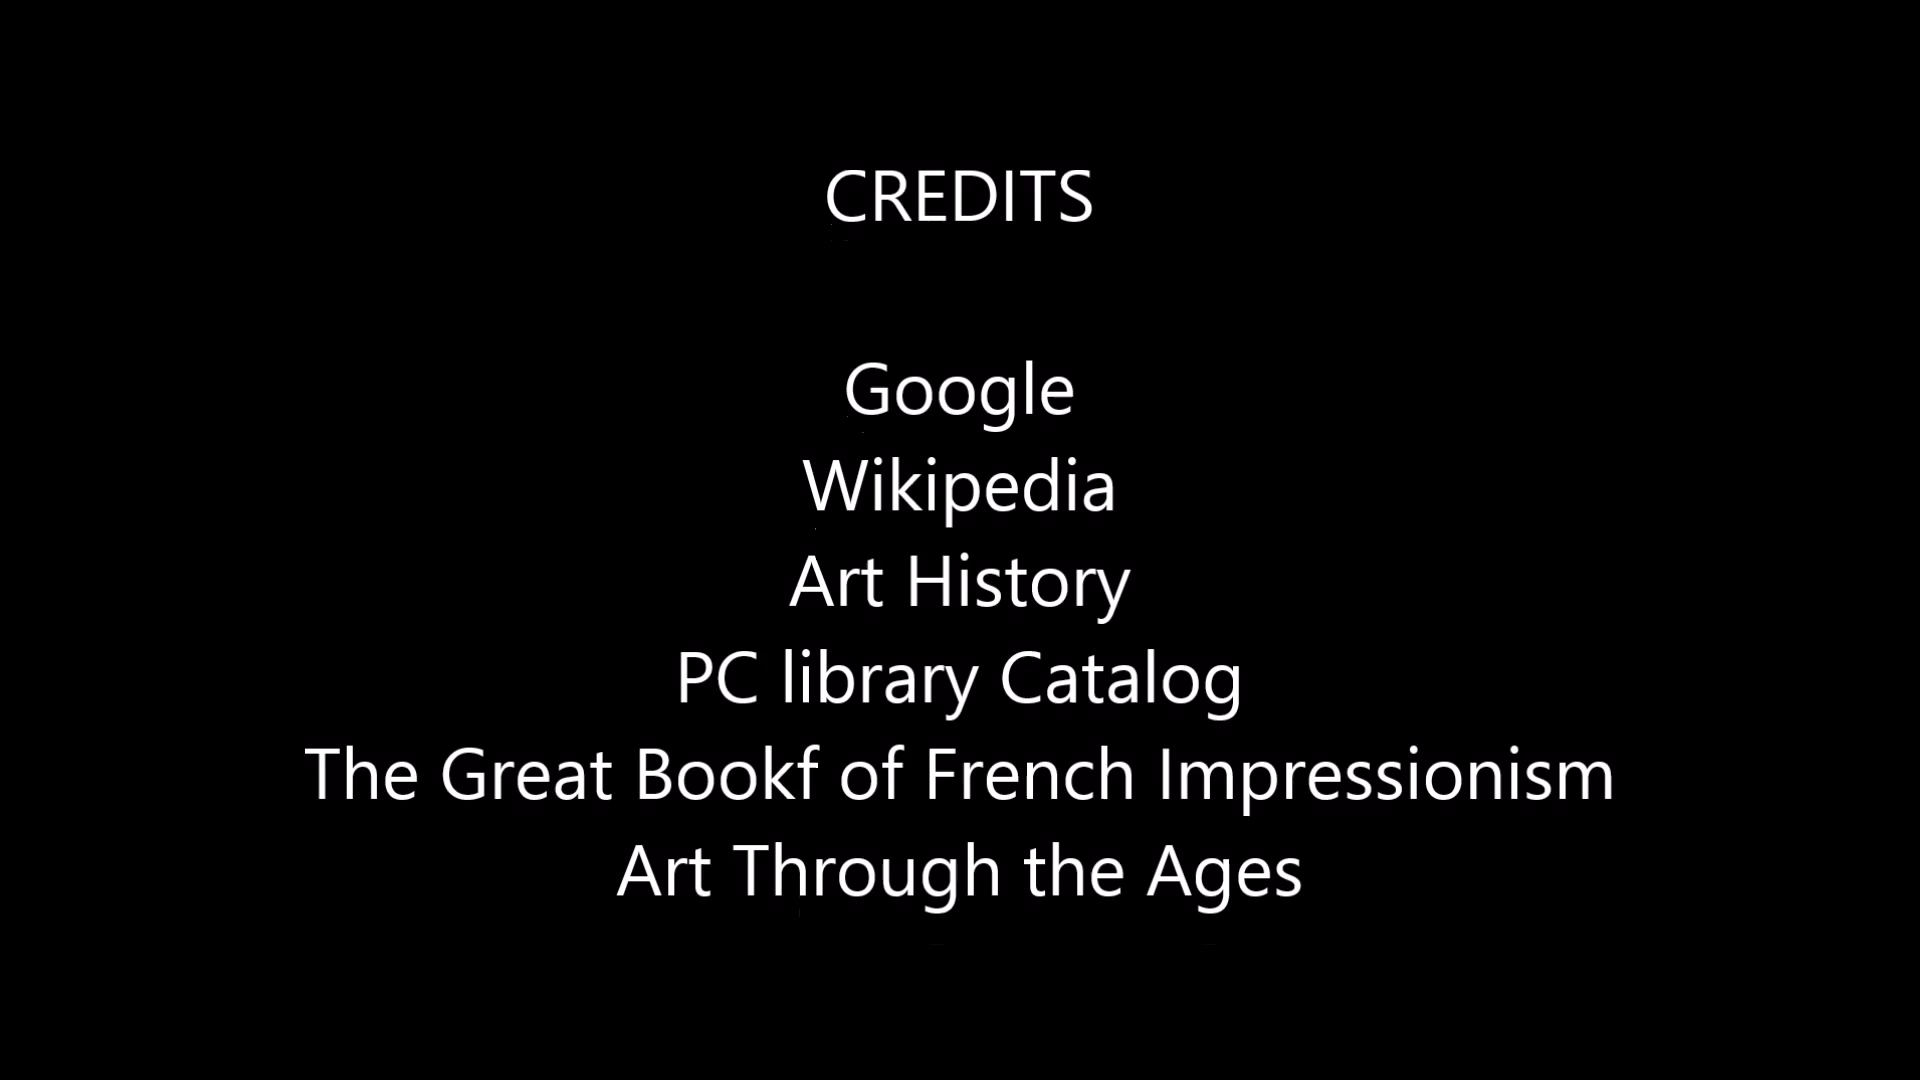 CREDITS
Google
Wikipedia
Art History
PC library Catalog
The Great Bookf of French Impressionism
Art Through the Ages